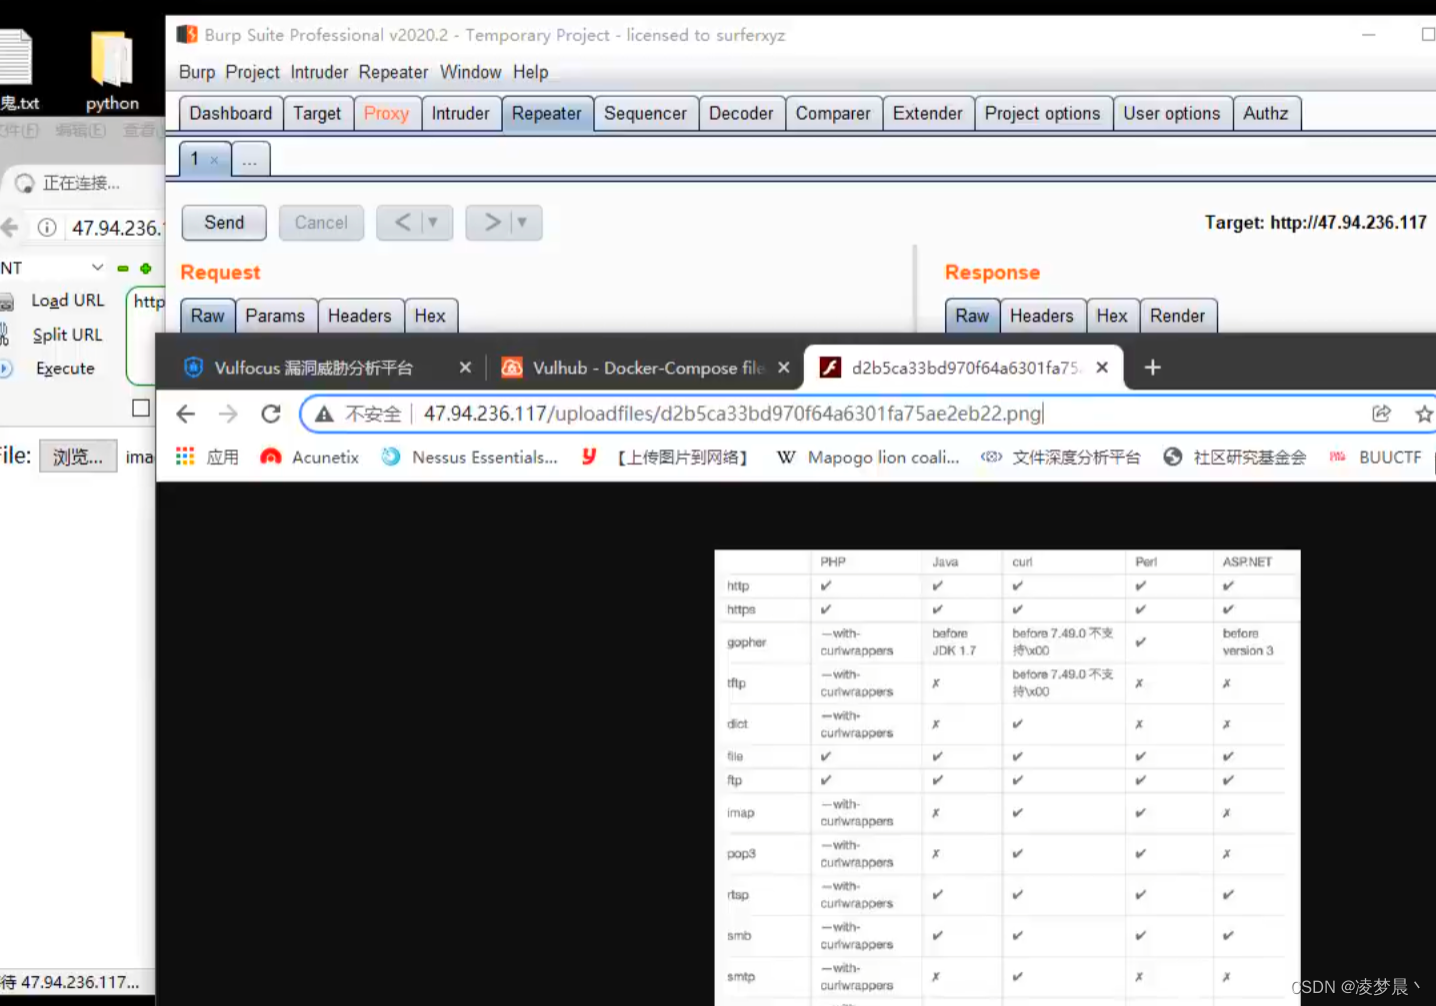 Burp Suite Professional v2020.2 - Temporary Project - licensed to surferxyz
Burp Project Intruder Repeater Window Help
鬼.txt
python
Dashboard Target Proxy Intruder Repeater Sequencer Decoder Comparer Extender Project options User options Authz
1 × ...
正在连接...
Send Cancel < ▼ > ▼ Target: http://47.94.236.117
47.94.236.
Request Response
NT
Load URL
http
Raw Params Headers Hex
Raw Headers Hex Render
Split URL
Execute
Vulfocus 漏洞威胁分析平台 Vulhub - Docker-Compose file d2b5ca33bd970f64a6301fa75
不安全 47.94.236.117/uploadfiles/d2b5ca33bd970f64a6301fa75ae2eb22.png
File: 浏览... ima
应用 Acunetix Nessus Essentials... 【上传图片到网络】 Mapogo lion coali... 文件深度分析平台 社区研究基金会 BUUCTF
PHP Java curl Perl ASP.NET
http ✔ ✔ ✔ ✔ ✔
https ✔ ✔ ✔ ✔ ✔
gopher —with-curlwrappers before JDK 1.7 before 7.49.0 不支持\x00 ✔ before version 3
tftp —with-curlwrappers ✗ before 7.49.0 不支持\x00 ✗ ✗
dict —with-curlwrappers ✗ ✔ ✗ ✗
file ✔ ✔ ✔ ✔ ✔
ftp ✔ ✔ ✔ ✔ ✔
imap —with-curlwrappers ✗ ✔ ✔ ✗
pop3 —with-curlwrappers ✗ ✔ ✔ ✗
rtsp —with-curlwrappers ✔ ✔ ✔ ✔
smb —with-curlwrappers ✔ ✔ ✔ ✔
smtp —with-curlwrappers ✗ ✔ ✗ ✗
待 47.94.236.117...
CSDN @凌梦晨丶